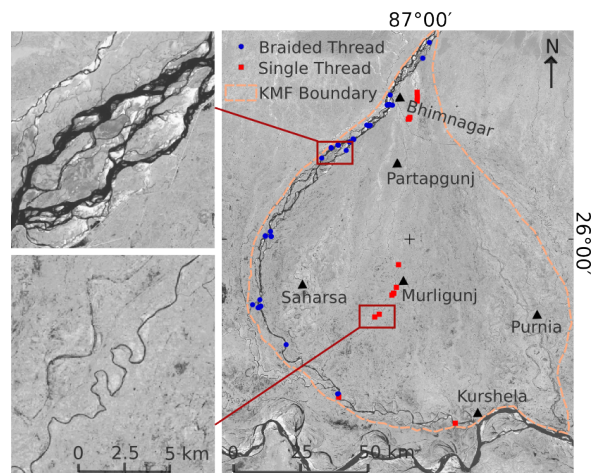 87°00′
Braided Thread
Single Thread
KMF Boundary
N
Bhimnagar
Partapgunj
26°00′
Saharsa
Murligunj
Purnia
Kurshela
0 2.5 5 km
0 25 50 km